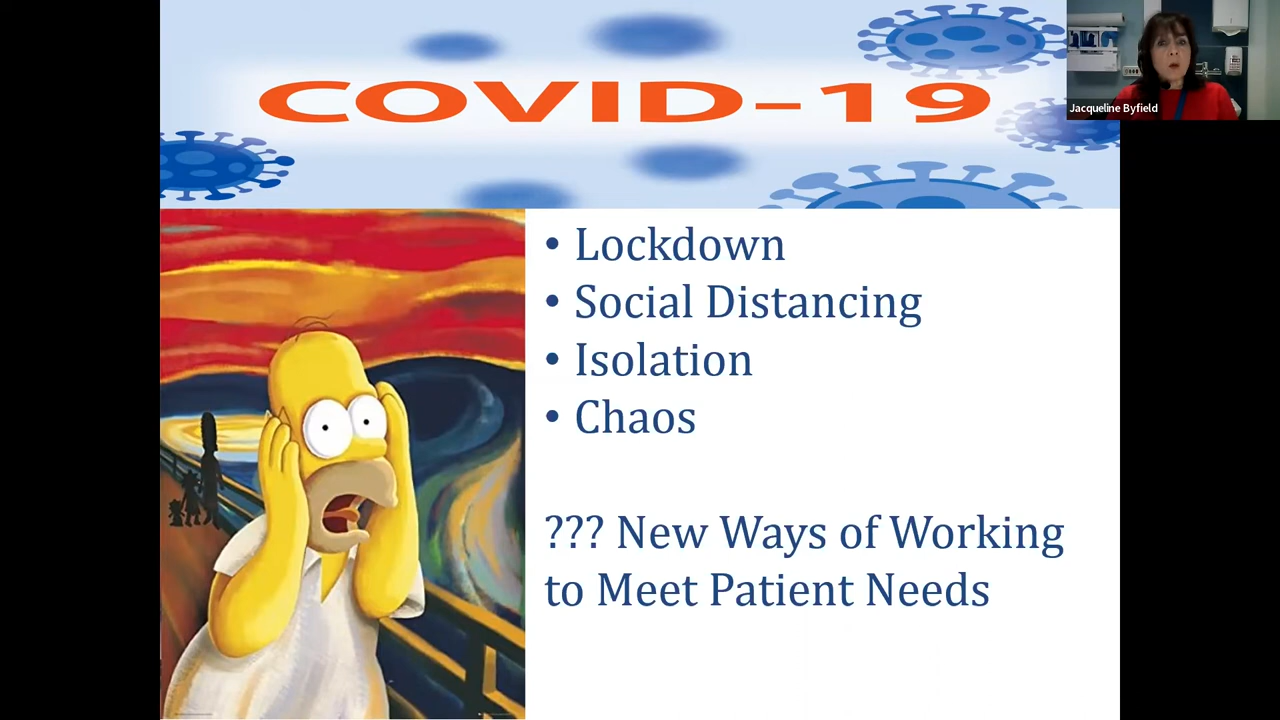 COVID-19
Jacqueline Byfield
• Lockdown
• Social Distancing
• Isolation
• Chaos
??? New Ways of Working
to Meet Patient Needs